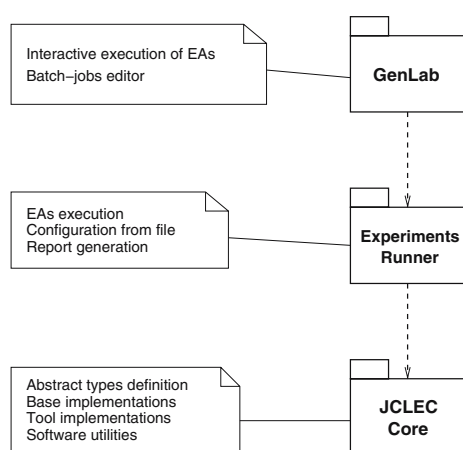 Interactive execution of EAs
Batch–jobs editor
GenLab
EAs execution
Configuration from file
Report generation
Experiments
Runner
Abstract types definition
Base implementations
Tool implementations
Software utilities
JCLEC
Core